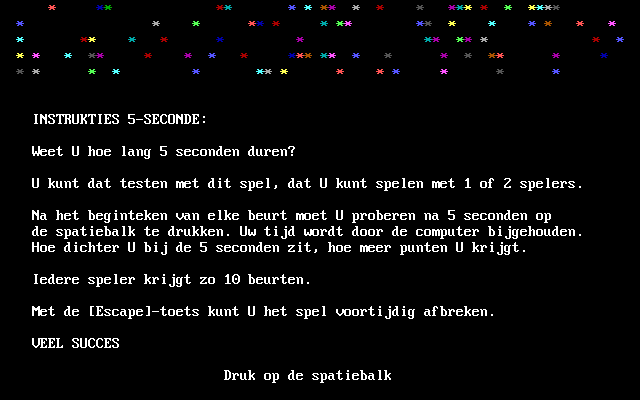 INSTRUKTIES 5-SECONDE:
Weet U hoe lang 5 seconden duren?
U kunt dat testen met dit spel, dat U kunt spelen met 1 of 2 spelers.
Na het beginteken van elke beurt moet U proberen na 5 seconden op
de spatiebalk te drukken. Uw tijd wordt door de computer bijgehouden.
Hoe dichter U bij de 5 seconden zit, hoe meer punten U krijgt.
Iedere speler krijgt zo 10 beurten.
Met de [Escape]-toets kunt U het spel voortijdig afbreken.
VEEL SUCCES
Druk op de spatiebalk